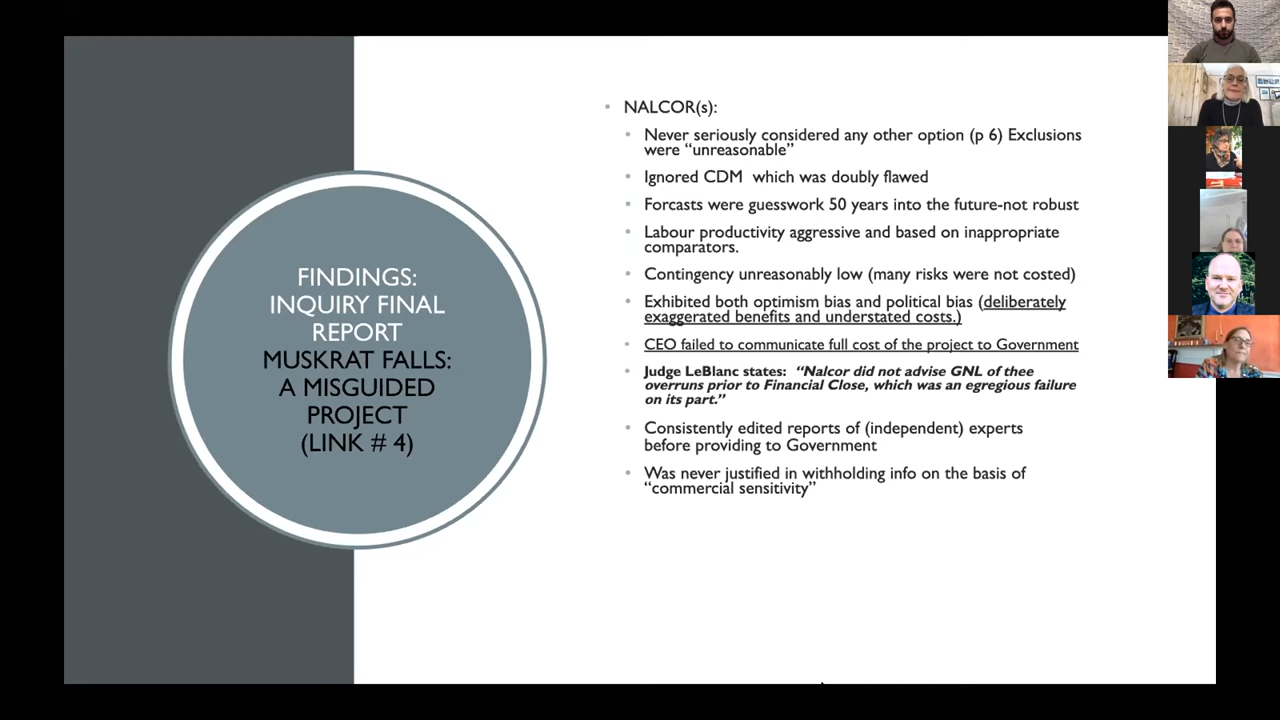 FINDINGS:
INQUIRY FINAL
REPORT
MUSKRAT FALLS:
A MISGUIDED
PROJECT
(LINK # 4)
• NALCOR(s):
• Never seriously considered any other option (p 6) Exclusions
were “unreasonable”
• Ignored CDM which was doubly flawed
• Forcasts were guesswork 50 years into the future-not robust
• Labour productivity aggressive and based on inappropriate
comparators.
• Contingency unreasonably low (many risks were not costed)
• Exhibited both optimism bias and political bias (deliberately
exaggerated benefits and understated costs.)
• CEO failed to communicate full cost of the project to Government
• Judge LeBlanc states: “Nalcor did not advise GNL of thee
overruns prior to Financial Close, which was an egregious failure
on its part.”
• Consistently edited reports of (independent) experts
before providing to Government
• Was never justified in withholding info on the basis of
“commercial sensitivity”